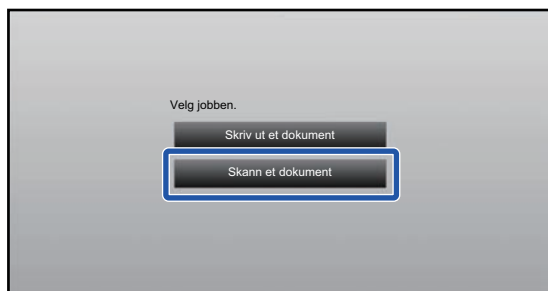 Velg jobben.
Skriv ut et dokument
Skann et dokument